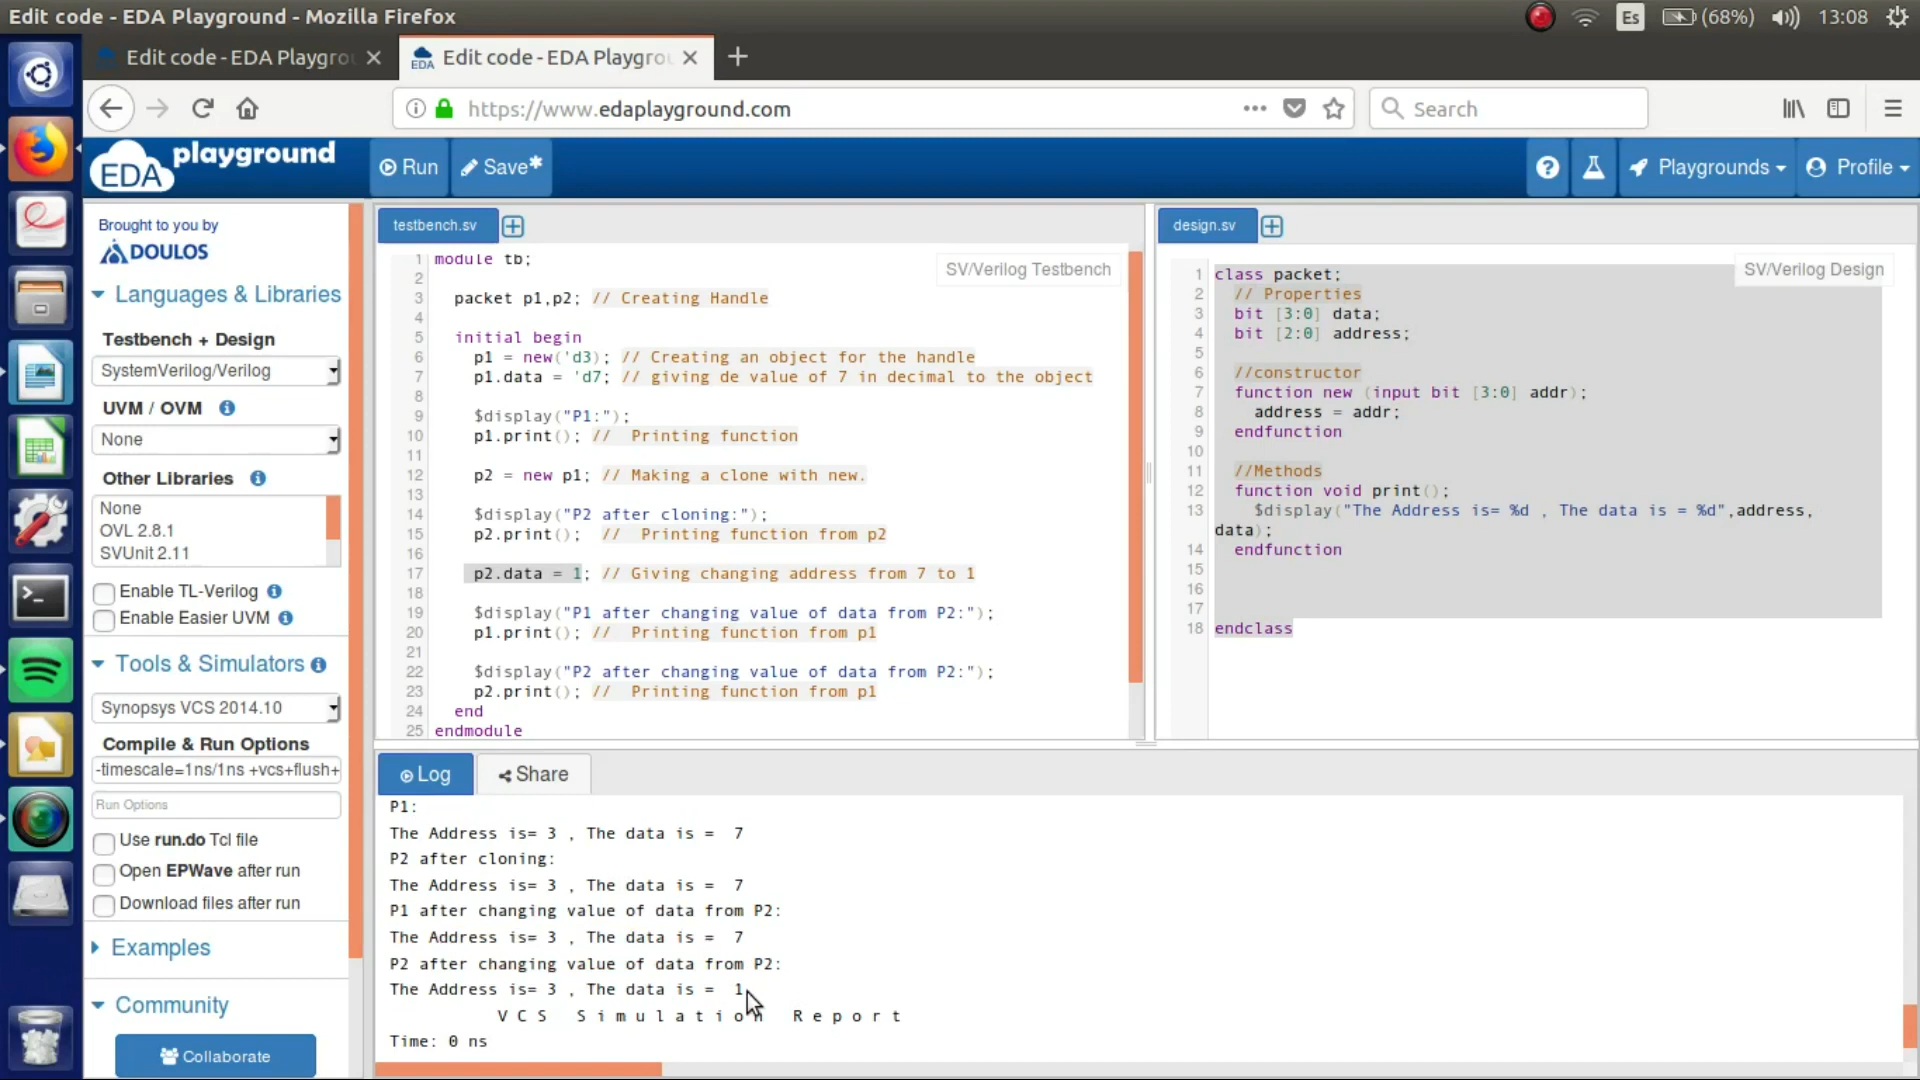 Edit code - EDA Playground - Mozilla Firefox
Es
(68%)
13:08
Edit code - EDA Playgro
EDA
Edit code - EDA Playgro
https://www.edaplayground.com
Search
EDA playground
Run
Save*
Playgrounds
Profile
Brought to you by
DOULOS
Languages & Libraries
Testbench + Design
SystemVerilog/Verilog
UVM / OVM
None
Other Libraries
None
OVL 2.8.1
SVUnit 2.11
Enable TL-Verilog
Enable Easier UVM
Tools & Simulators
Synopsys VCS 2014.10
Compile & Run Options
-timescale=1ns/1ns +vcs+flush+
Run Options
Use run.do Tcl file
Open EPWave after run
Download files after run
Examples
Community
Collaborate
testbench.sv
SV/Verilog Testbench
1 module tb;
2
3 packet p1,p2; // Creating Handle
4
5 initial begin
6 p1 = new('d3); // Creating an object for the handle
7 p1.data = 'd7; // giving de value of 7 in decimal to the object
8
9 $display("P1:");
10 p1.print(); //  Printing function
11
12 p2 = new p1; // Making a clone with new.
13
14 $display("P2 after cloning:");
15 p2.print();  //  Printing function from p2
16
17 p2.data = 1; // Giving changing address from 7 to 1
18
19 $display("P1 after changing value of data from P2:");
20 p1.print(); //  Printing function from p1
21
22 $display("P2 after changing value of data from P2:");
23 p2.print(); //  Printing function from p1
24 end
25 endmodule
design.sv
SV/Verilog Design
1 class packet;
2 // Properties
3 bit [3:0] data;
4 bit [2:0] address;
5
6 //constructor
7 function new (input bit [3:0] addr);
8 address = addr;
9 endfunction
10
11 //Methods
12 function void print();
13 $display("The Address is= %d , The data is = %d",address,
data);
14 endfunction
15
16
17
18 endclass
Log
Share
P1:
The Address is= 3 , The data is =  7
P2 after cloning:
The Address is= 3 , The data is =  7
P1 after changing value of data from P2:
The Address is= 3 , The data is =  7
P2 after changing value of data from P2:
The Address is= 3 , The data is =  1
V C S   S i m u l a t i o n   R e p o r t
Time: 0 ns